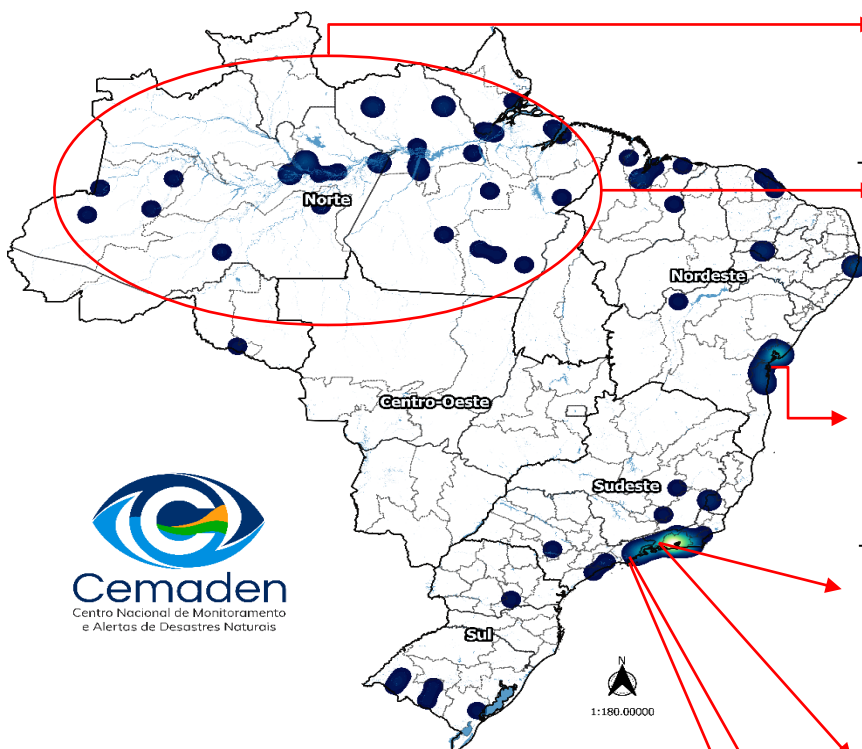 Norte
Nordeste
Centro-Oeste
Sudeste
Cemaden
Centro Nacional de Monitoramento
e Alertas de Desastres Naturais
Sul
N
1:180.00000